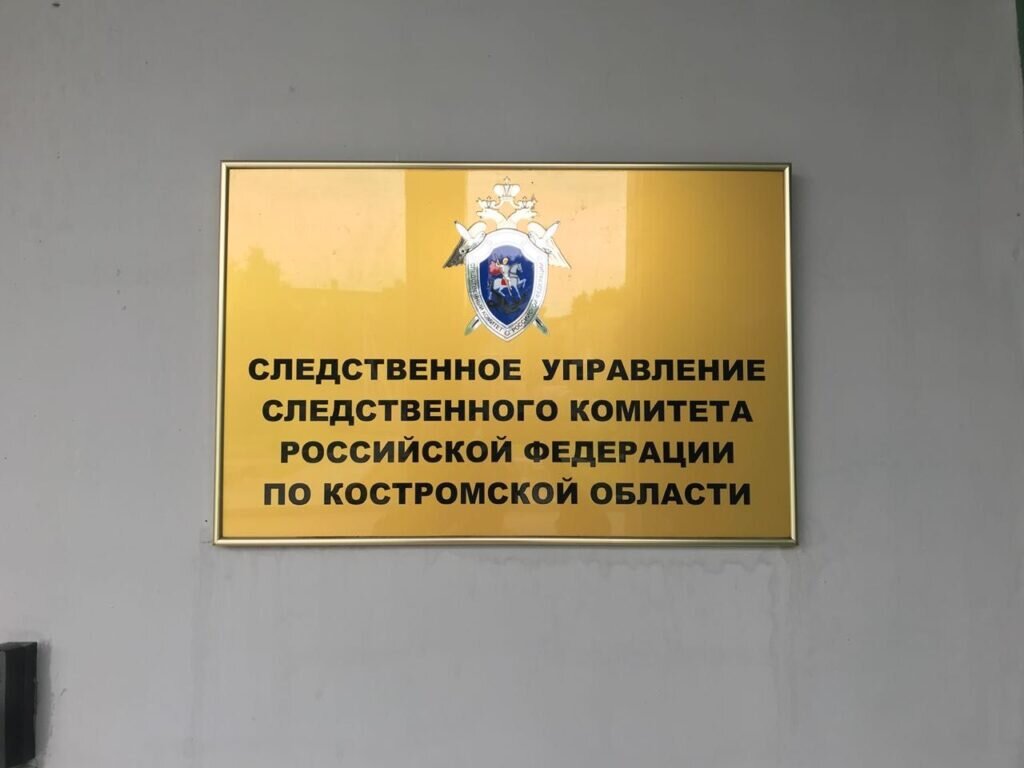 СЛЕДСТВЕННОЕ УПРАВЛЕНИЕ
СЛЕДСТВЕННОГО КОМИТЕТА
РОССИЙСКОЙ ФЕДЕРАЦИИ
ПО КОСТРОМСКОЙ ОБЛАСТИ